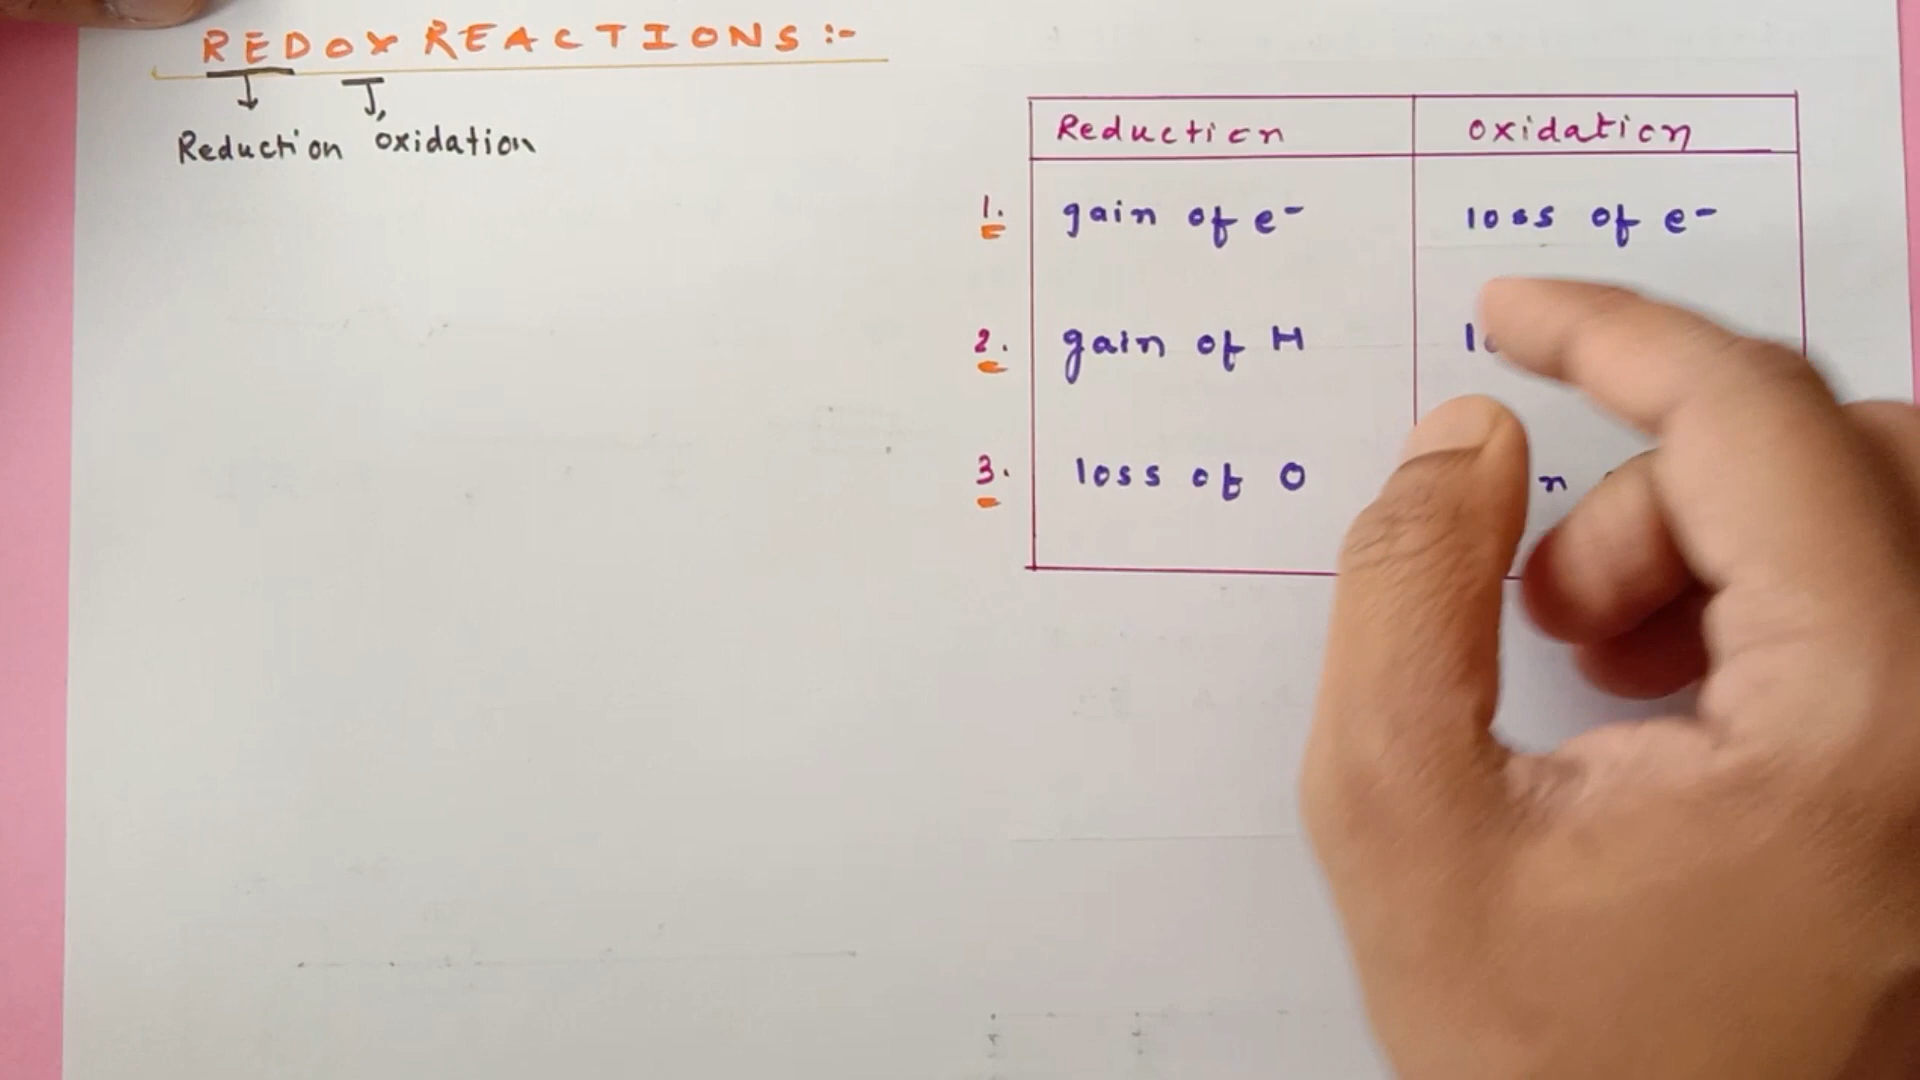 REDOX REACTIONS :-
Reduction oxidation
Reduction oxidation
1. gain of e- loss of e-
2. gain of H
3. loss of O